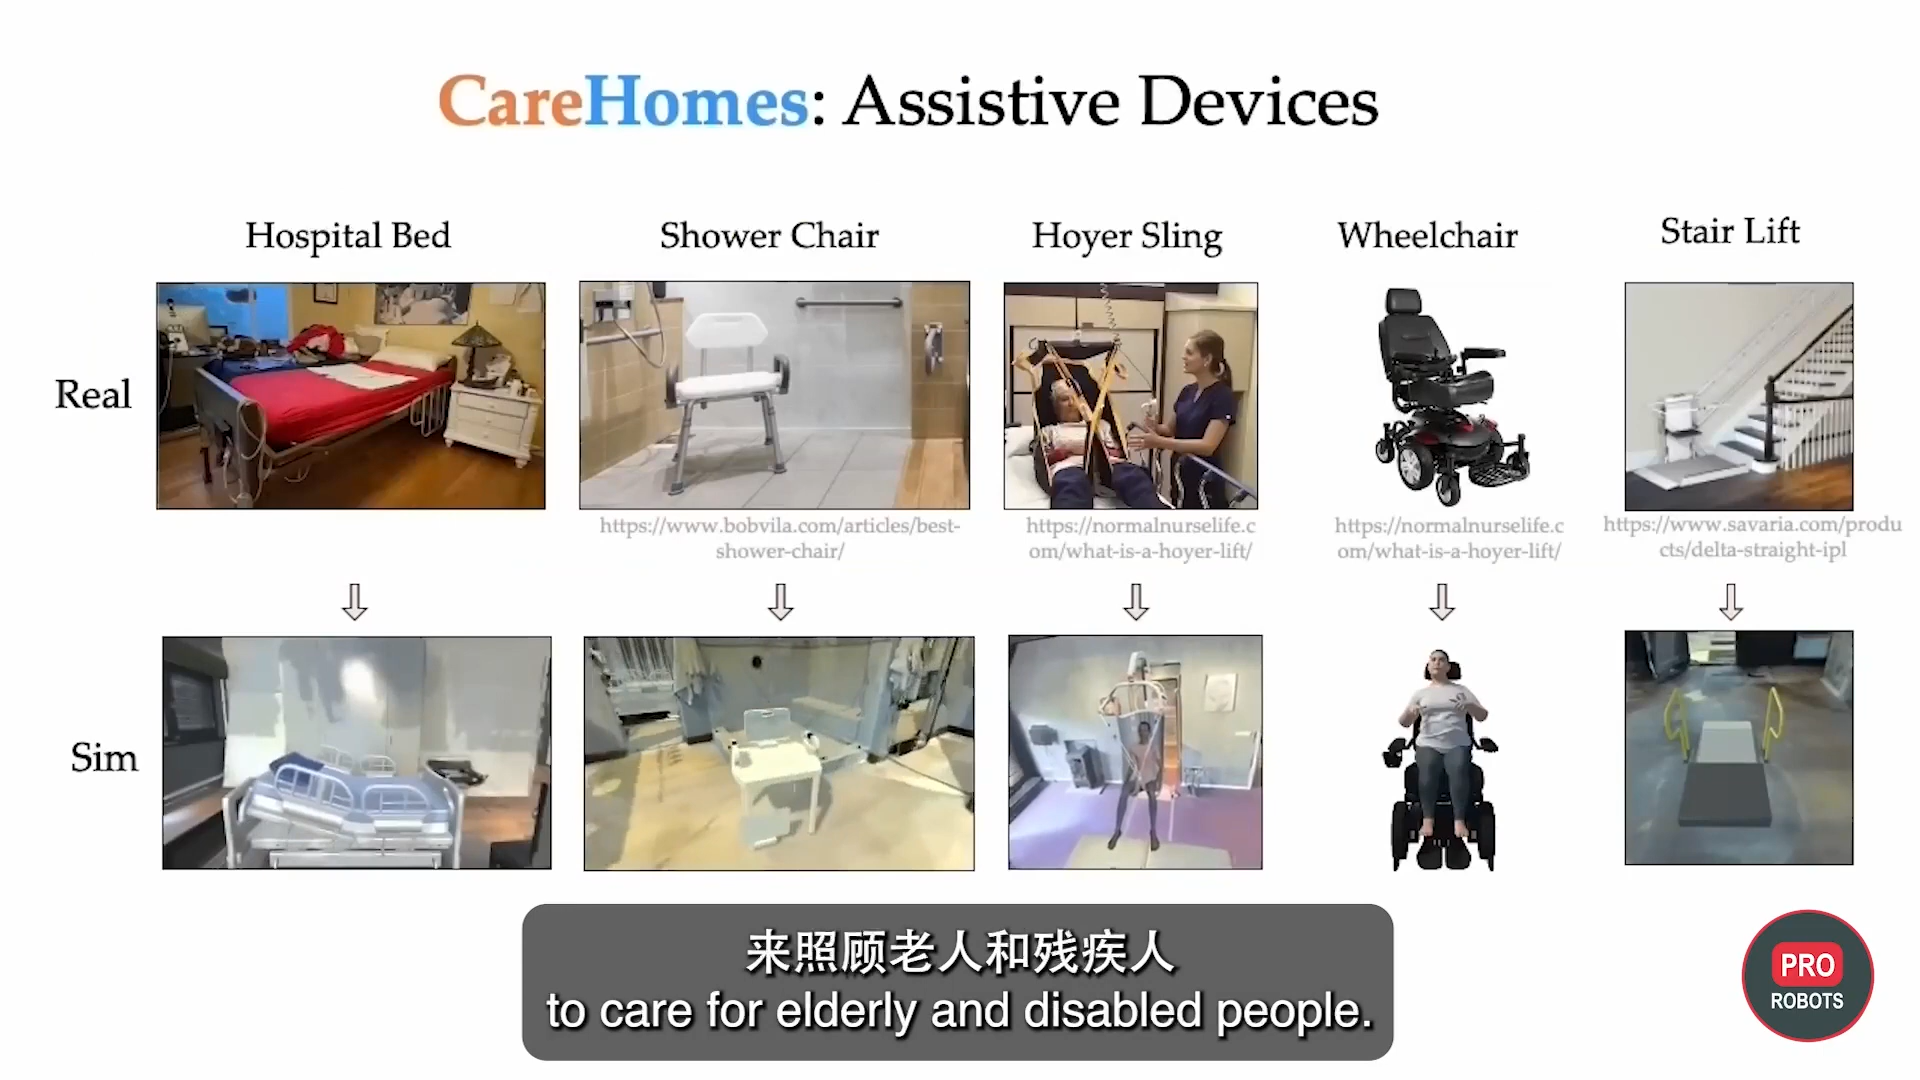 CareHomes: Assistive Devices
Hospital Bed
Shower Chair
Hoyer Sling
Wheelchair
Stair Lift
Real
https://www.bobvila.com/articles/best-
shower-chair/
https://normalnurselife.c
om/what-is-a-hoyer-lift/
https://normalnurselife.c
om/what-is-a-hoyer-lift/
https://www.savaria.com/produ
cts/delta-straight-ipl
Sim
来照顾老人和残疾人
to care for elderly and disabled people.
PRO
ROBOTS